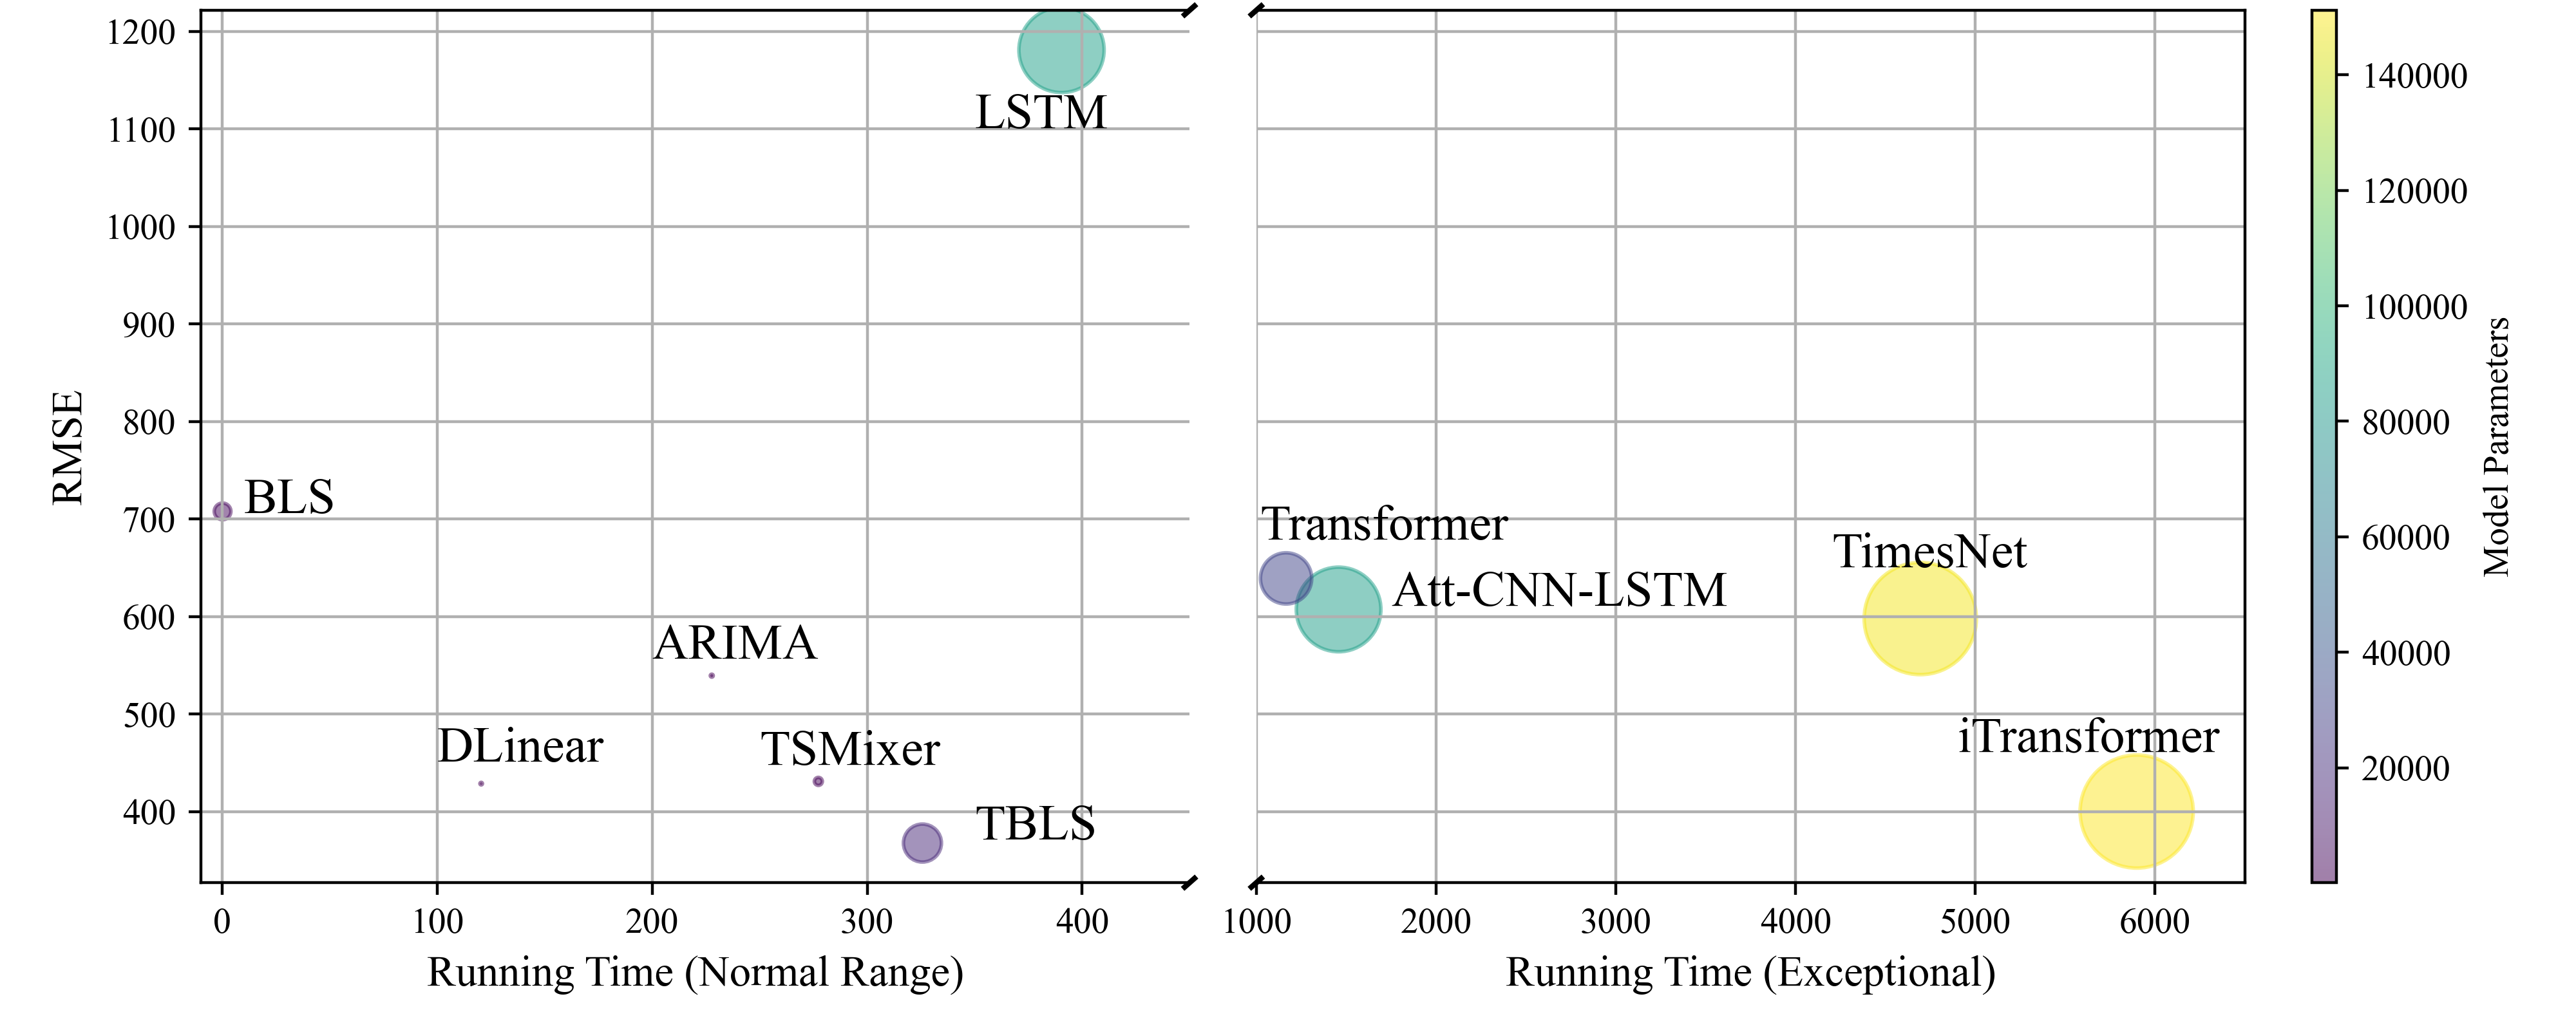 1200
1100
1000
900
800
700
600
500
400
RMSE
LSTM
BLS
ARIMA
DLinear
TSMixer
TBLS
0
100
200
300
400
Running Time (Normal Range)
Transformer
Att-CNN-LSTM
TimesNet
iTransformer
1000
2000
3000
4000
5000
6000
Running Time (Exceptional)
140000
120000
100000
80000
60000
40000
20000
Model Parameters